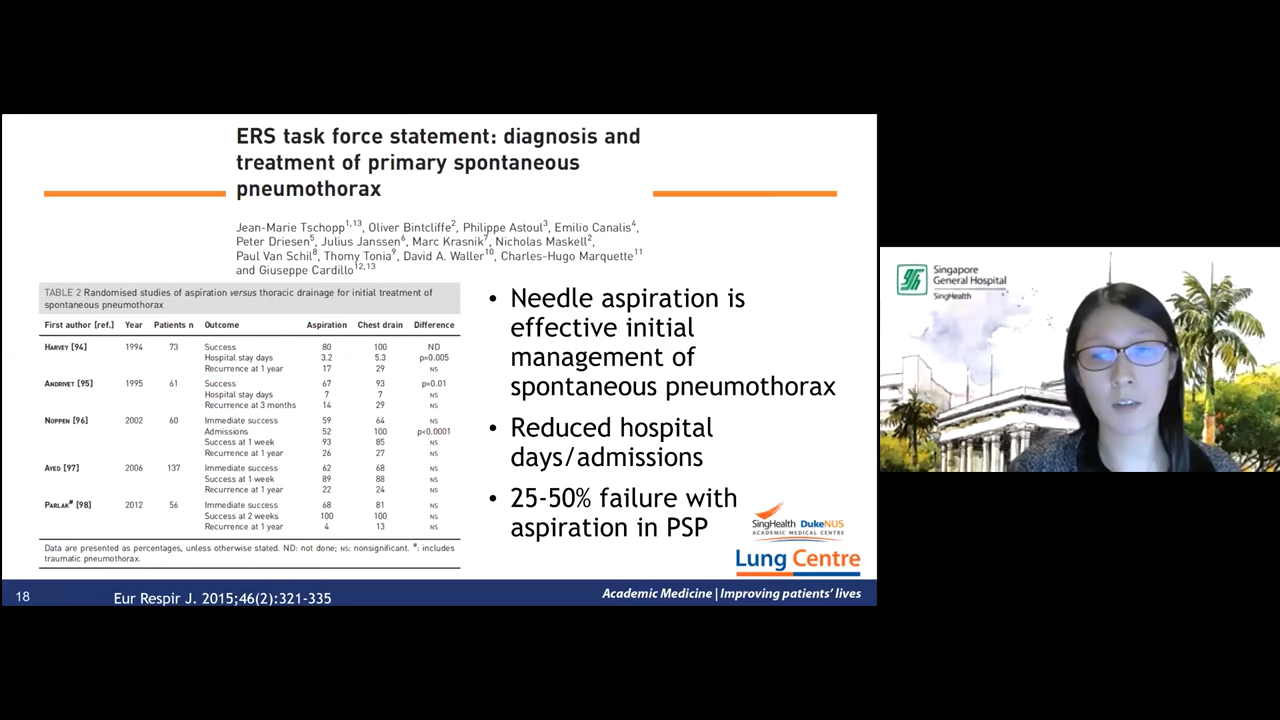 ERS task force statement: diagnosis and
treatment of primary spontaneous
pneumothorax
Jean-Marie Tschopp1,13, Oliver Bintcliffe2, Philippe Astoul3, Emilio Canalis4,
Peter Driesen5, Julius Janssen6, Marc Krasnik7, Nicholas Maskell2,
Paul Van Schil8, Thomy Tonia9, David A. Waller10, Charles-Hugo Marquette11
and Giuseppe Cardillo12,13
TABLE 2 Randomised studies of aspiration versus thoracic drainage for initial treatment of
spontaneous pneumothorax
First author [ref.] Year Patients n Outcome Aspiration Chest drain Difference
HARVEY [94] 1994 73 Success 80 100 ND
Hospital stay days 3.2 5.3 p=0.005
Recurrence at 1 year 17 29 NS
ANDRIVET [95] 1995 61 Success 67 93 p=0.01
Hospital stay days 7 7 NS
Recurrence at 3 months 14 29 NS
NOPPEN [96] 2002 60 Immediate success 59 64 NS
Admissions 52 100 p<0.0001
Success at 1 week 93 85 NS
Recurrence at 1 year 26 27 NS
AYED [97] 2006 137 Immediate success 62 68 NS
Success at 1 week 89 88 NS
Recurrence at 1 year 22 24 NS
PARLAK# [98] 2012 56 Immediate success 68 81 NS
Success at 2 weeks 100 100 NS
Recurrence at 1 year 4 13 NS
Data are presented as percentages, unless otherwise stated. ND: not done; NS: nonsignificant. #: includes
traumatic pneumothorax.
• Needle aspiration is
effective initial
management of
spontaneous pneumothorax
• Reduced hospital
days/admissions
• 25-50% failure with
aspiration in PSP
SingHealth DukeNUS
ACADEMIC MEDICAL CENTRE
Lung Centre
18
Eur Respir J. 2015;46(2):321-335
Academic Medicine | Improving patients' lives
Singapore
General Hospital
SingHealth